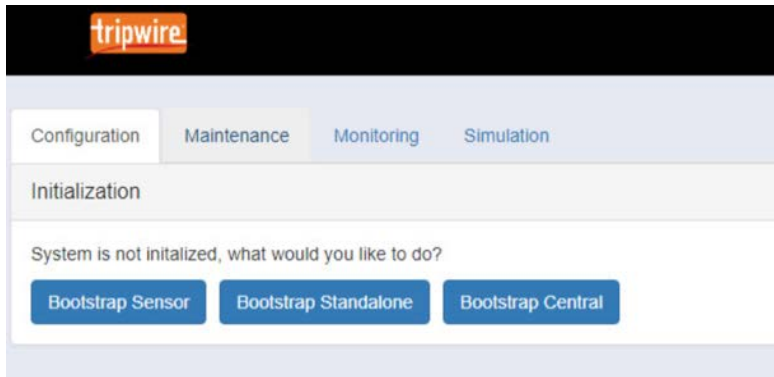 tripwire
Configuration Maintenance Monitoring Simulation
Initialization
System is not initalized, what would you like to do?
Bootstrap Sensor Bootstrap Standalone Bootstrap Central